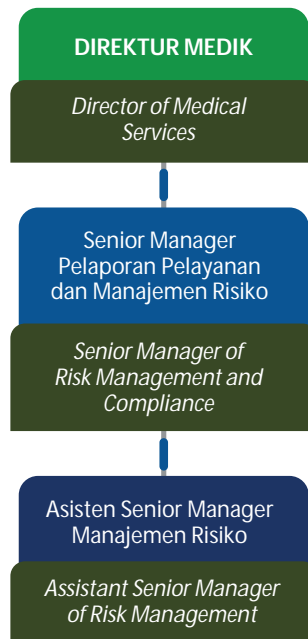 DIREKTUR MEDIK
Director of Medical
Services
Senior Manager
Pelaporan Pelayanan
dan Manajemen Risiko
Senior Manager of
Risk Management and
Compliance
Asisten Senior Manager
Manajemen Risiko
Assistant Senior Manager
of Risk Management